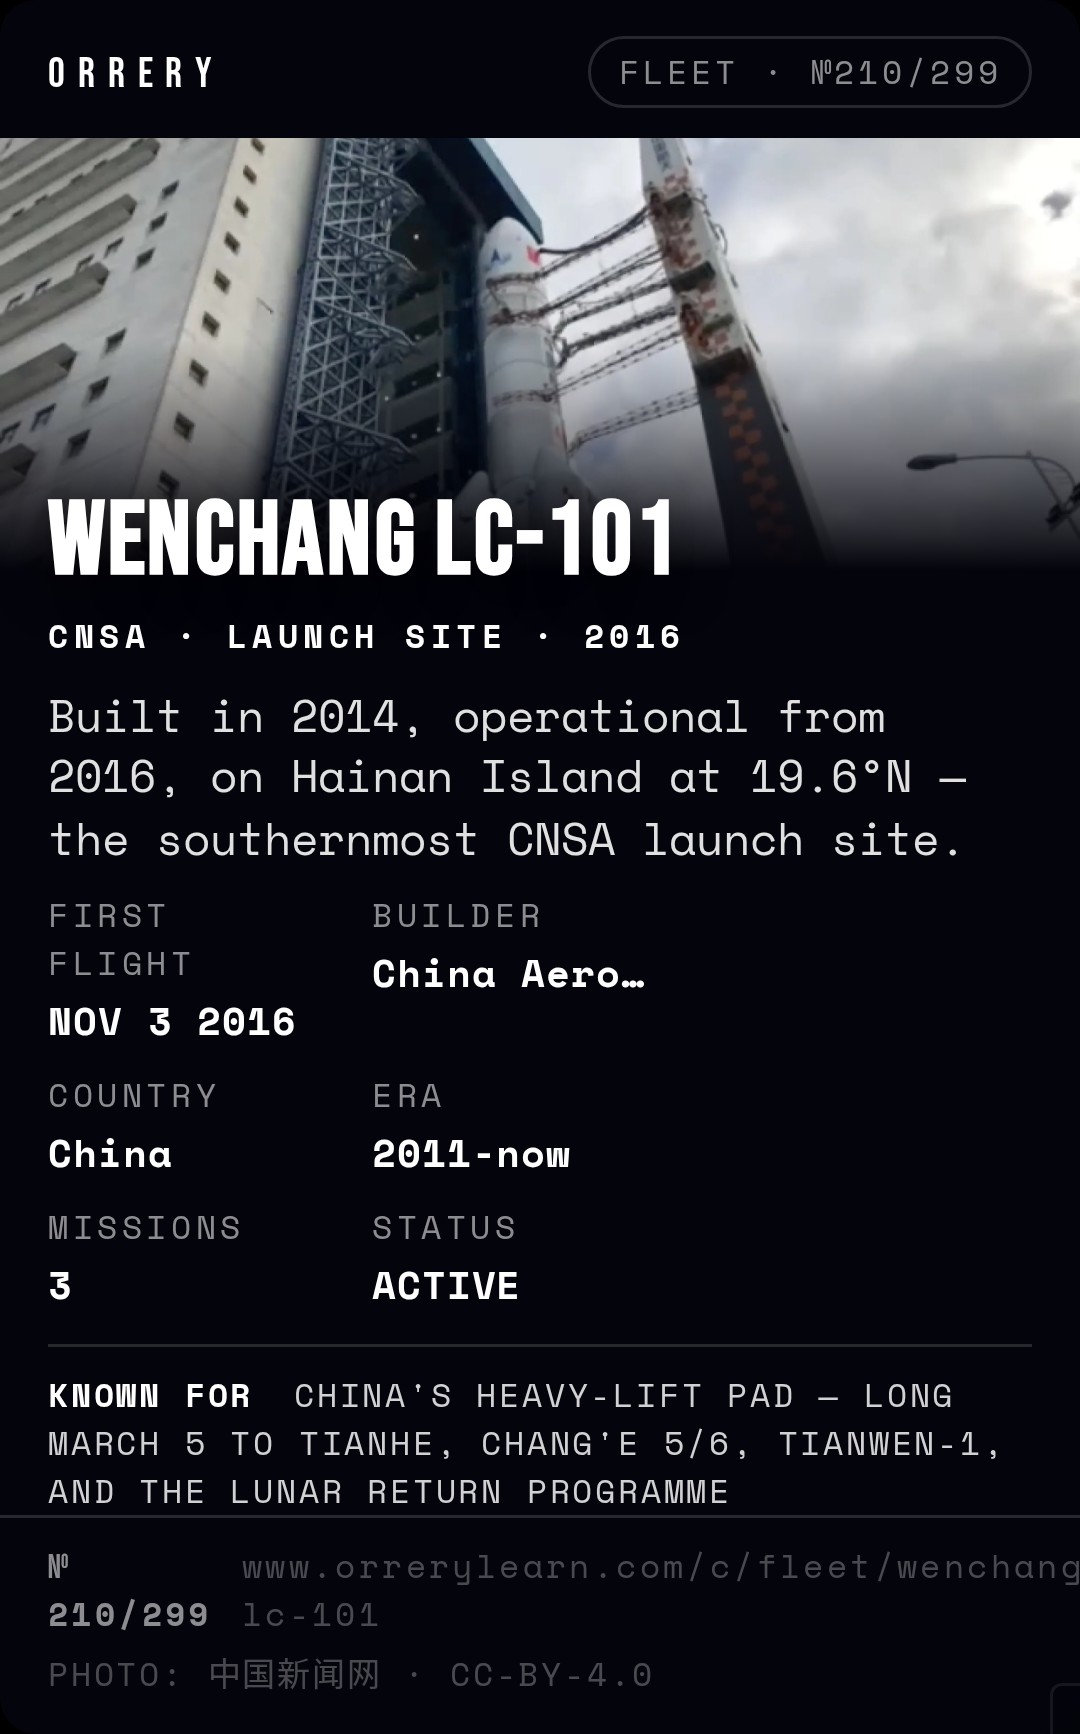 ORRERY
FLEET · №210/299
WENCHANG LC-101
CNSA · LAUNCH SITE · 2016
Built in 2014, operational from
2016, on Hainan Island at 19.6°N —
the southernmost CNSA launch site.
FIRST
FLIGHT
NOV 3 2016
BUILDER
China Aero…
COUNTRY
China
ERA
2011-now
MISSIONS
3
STATUS
ACTIVE
KNOWN FOR CHINA'S HEAVY-LIFT PAD — LONG
MARCH 5 TO TIANHE, CHANG'E 5/6, TIANWEN-1,
AND THE LUNAR RETURN PROGRAMME
№
210/299
www.orrerylearn.com/c/fleet/wenchang
lc-101
PHOTO: 中国新闻网 · CC-BY-4.0